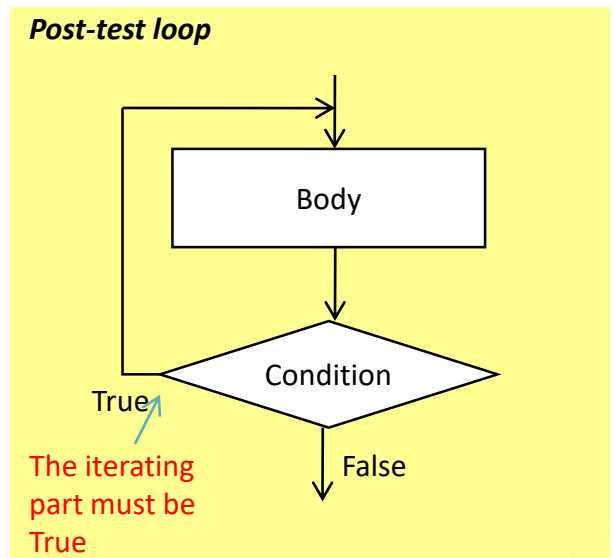 Post-test loop
Body
Condition
True
False
The iterating
part must be
True